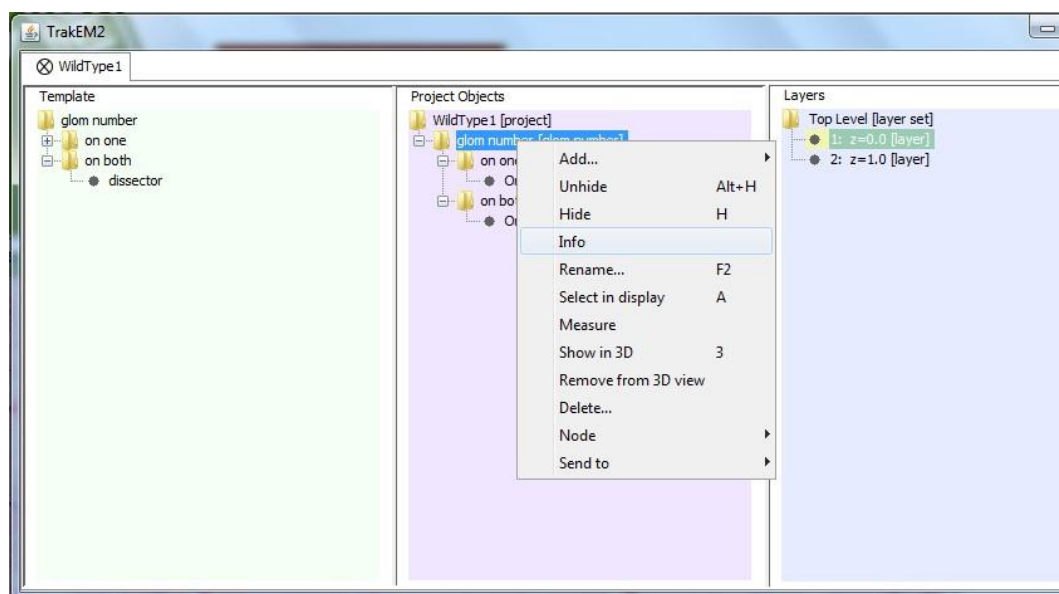 TrakEM2
WildType1
Template
glom number
on one
on both
dissector
Project Objects
WildType1 [project]
glom number [glom number]
on one
on bo
Add...
Unhide Alt+H
Hide H
Info
Rename... F2
Select in display A
Measure
Show in 3D 3
Remove from 3D view
Delete...
Node
Send to
Layers
Top Level [layer set]
1: z=0.0 [layer]
2: z=1.0 [layer]